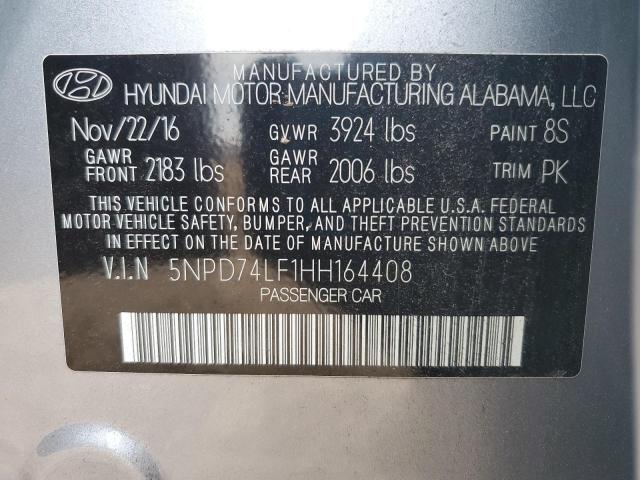 MANUFACTURED BY
HYUNDAI MOTOR MANUFACTURING ALABAMA, LLC
Nov/22/16 GVWR 3924 lbs PAINT 8S
GAWR FRONT 2183 lbs GAWR REAR 2006 lbs TRIM PK
THIS VEHICLE CONFORMS TO ALL APPLICABLE U.S.A. FEDERAL
MOTOR VEHICLE SAFETY, BUMPER, AND THEFT PREVENTION STANDARDS
IN EFFECT ON THE DATE OF MANUFACTURE SHOWN ABOVE.
V.I.N 5NPD74LF1HH164408
PASSENGER CAR